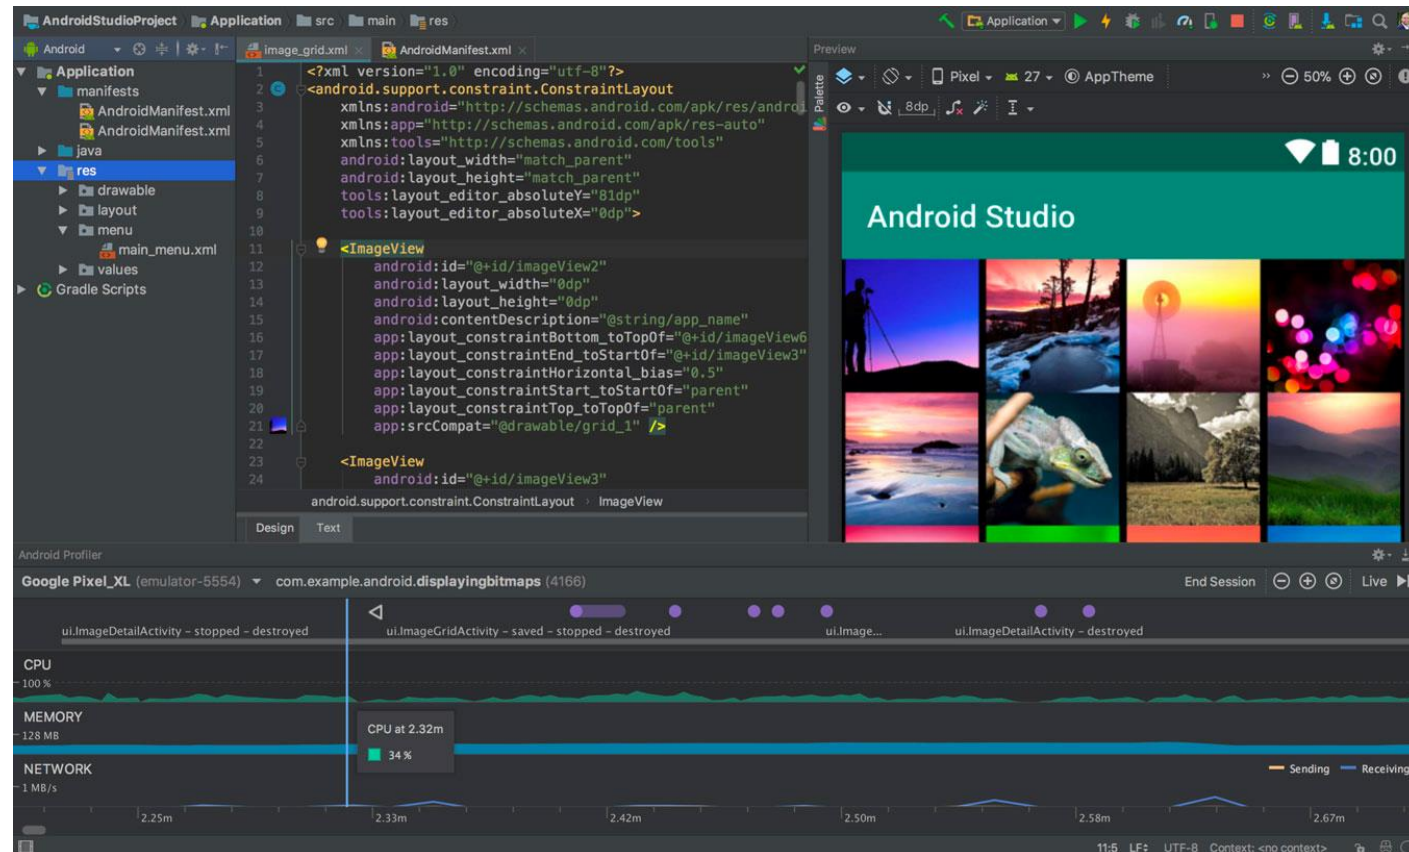 AndroidStudioProject Application src main res Application
Android image_grid.xml AndroidManifest.xml Preview
Application
manifests
AndroidManifest.xml
AndroidManifest.xml
java
res
drawable
layout
menu
main_menu.xml
values
Gradle Scripts
1 <?xml version="1.0" encoding="utf-8"?>
2 <android.support.constraint.ConstraintLayout
3 xmlns:android="http://schemas.android.com/apk/res/androi
4 xmlns:app="http://schemas.android.com/apk/res-auto"
5 xmlns:tools="http://schemas.android.com/tools"
6 android:layout_width="match_parent"
7 android:layout_height="match_parent"
8 tools:layout_editor_absoluteY="81dp"
9 tools:layout_editor_absoluteX="0dp">
10
11 <ImageView
12 android:id="@+id/imageView2"
13 android:layout_width="0dp"
14 android:layout_height="0dp"
15 android:contentDescription="@string/app_name"
16 app:layout_constraintBottom_toTopOf="@+id/imageView6
17 app:layout_constraintEnd_toStartOf="@+id/imageView3"
18 app:layout_constraintHorizontal_bias="0.5"
19 app:layout_constraintStart_toStartOf="parent"
20 app:layout_constraintTop_toTopOf="parent"
21 app:srcCompat="@drawable/grid_1" />
22
23 <ImageView
24 android:id="@+id/imageView3"
android.support.constraint.ConstraintLayout › ImageView
Design Text
Palette
Pixel 27 AppTheme » 50%
8dp
8:00
Android Studio
Android Profiler
Google Pixel_XL (emulator-5554) com.example.android.displayingbitmaps (4166) End Session Live
ui.ImageDetailActivity – stopped – destroyed ui.ImageGridActivity – saved – stopped – destroyed ui.Image... ui.ImageDetailActivity – destroyed
CPU
100 %
MEMORY
128 MB
CPU at 2.32m
34 %
NETWORK Sending Receiving
1 MB/s
2.25m 2.33m 2.42m 2.50m 2.58m 2.67m
11:5 LF UTF-8 Context: <no context>